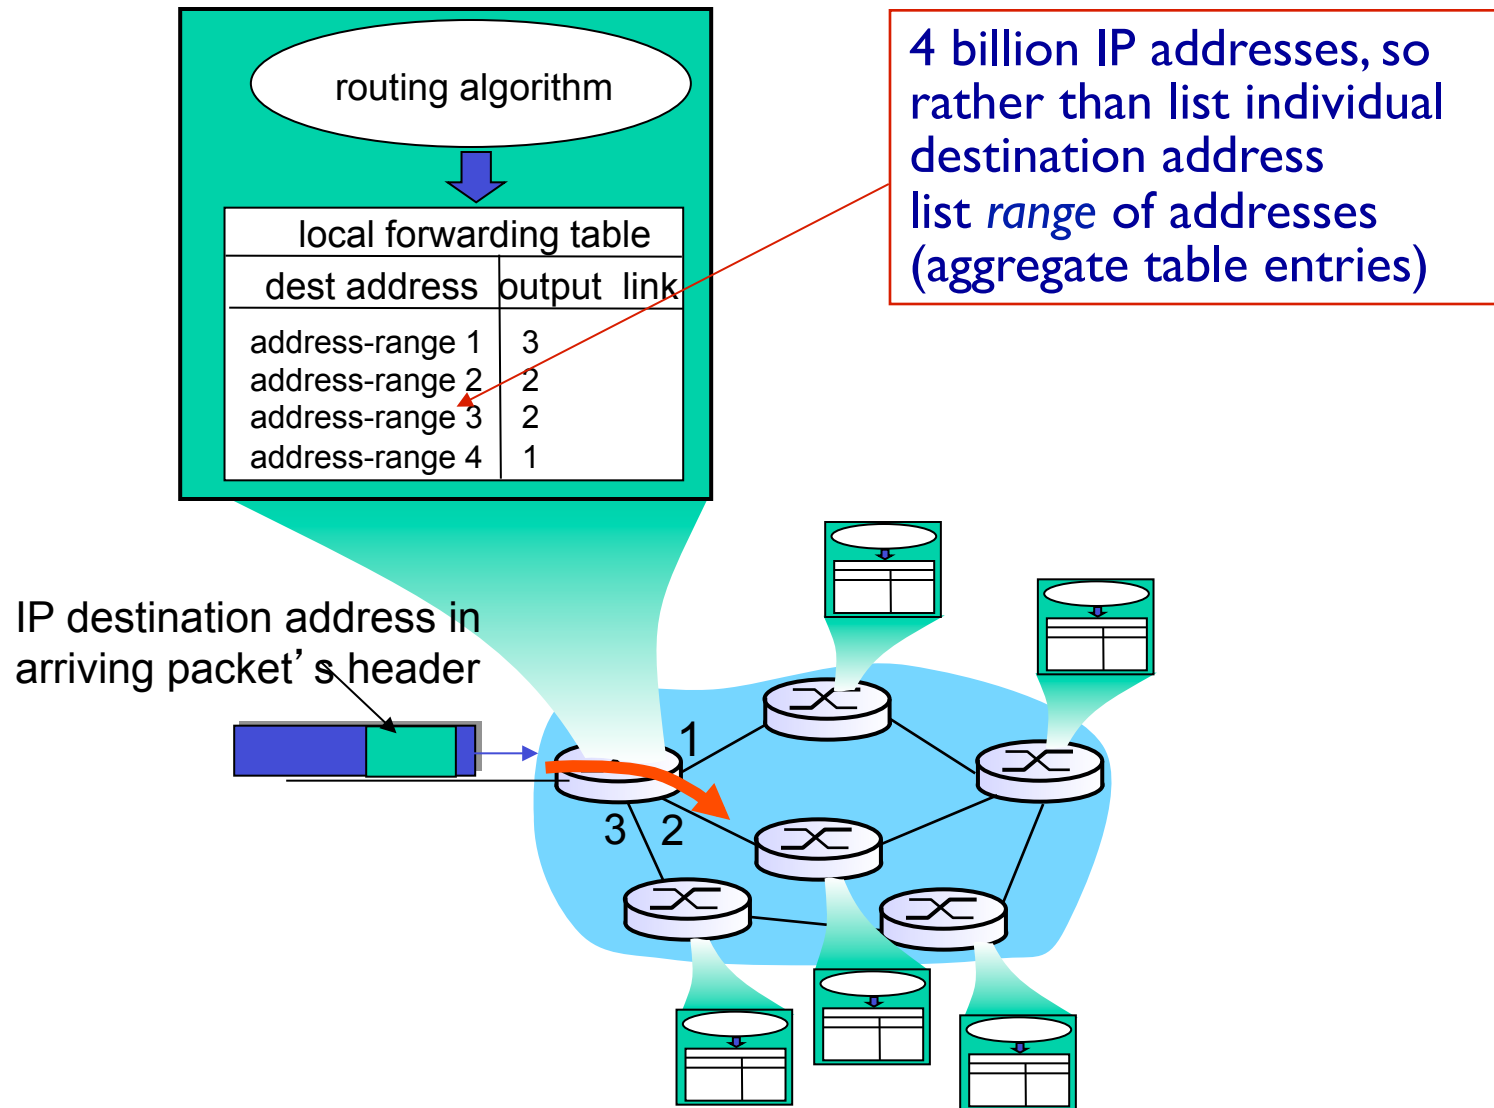 routing algorithm
local forwarding table
dest address output link
address-range 1 3
address-range 2 2
address-range 3 2
address-range 4 1
4 billion IP addresses, so
rather than list individual
destination address
list range of addresses
(aggregate table entries)
IP destination address in
arriving packet’s header
1
3 2